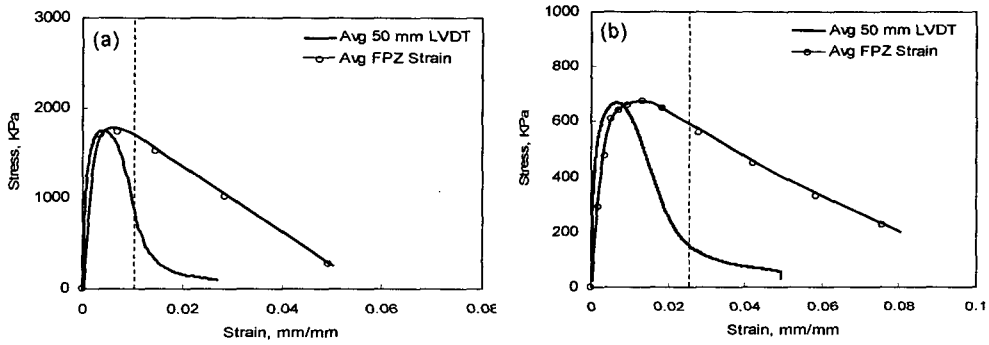 (a)
3000
2000
1000
0
Stress, KPa
Avg 50 mm LVDT
Avg FPZ Strain
0
0.02
0.04
0.06
0.08
Strain, mm/mm
(b)
1000
800
600
400
200
0
Stress, KPa
Avg 50 mm LVDT
Avg FPZ Strain
0
0.02
0.04
0.06
0.08
0.1
Strain, mm/mm